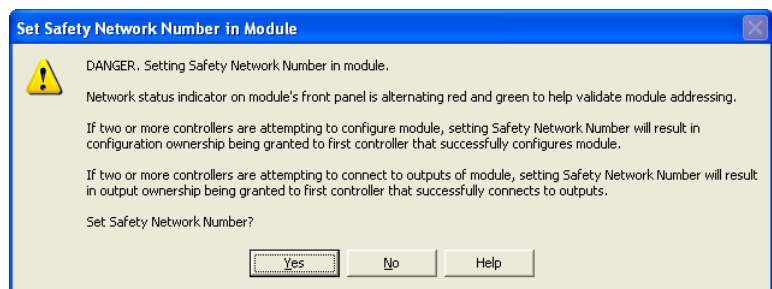 Set Safety Network Number in Module
DANGER. Setting Safety Network Number in module.
Network status indicator on module's front panel is alternating red and green to help validate module addressing.
If two or more controllers are attempting to configure module, setting Safety Network Number will result in
configuration ownership being granted to first controller that successfully configures module.
If two or more controllers are attempting to connect to outputs of module, setting Safety Network Number will result
in output ownership being granted to first controller that successfully connects to outputs.
Set Safety Network Number?
Yes No Help